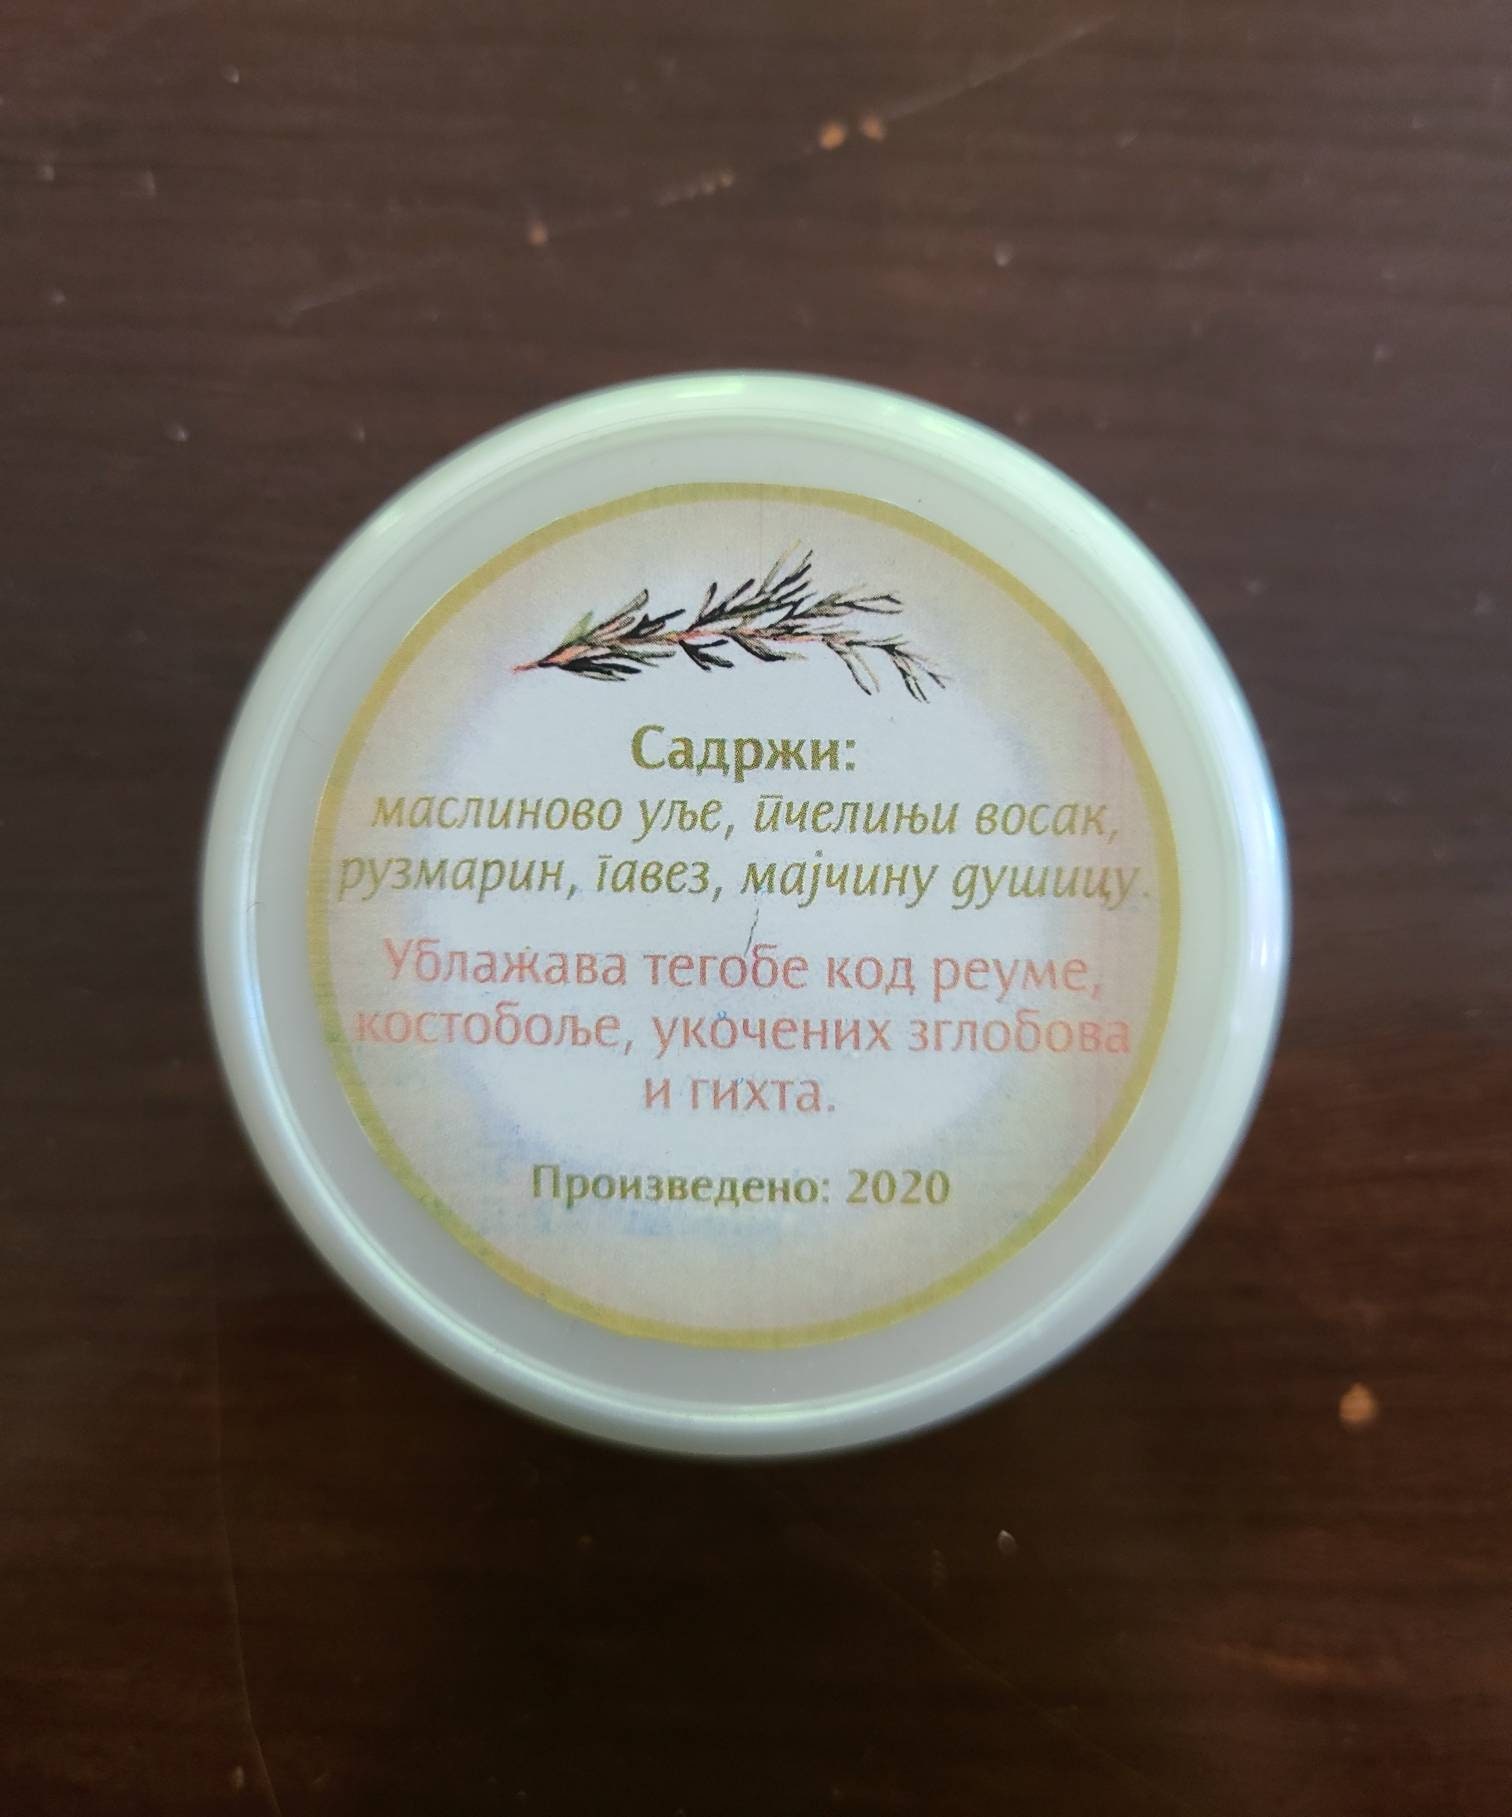 Садржи:
маслиново уље, пчелињи восак,
рузмарин, гавез, мајчину душицу.
Ублажава тегобе код реуме,
костобоље, укочених зглобова
и гихта.
Произведено: 2020